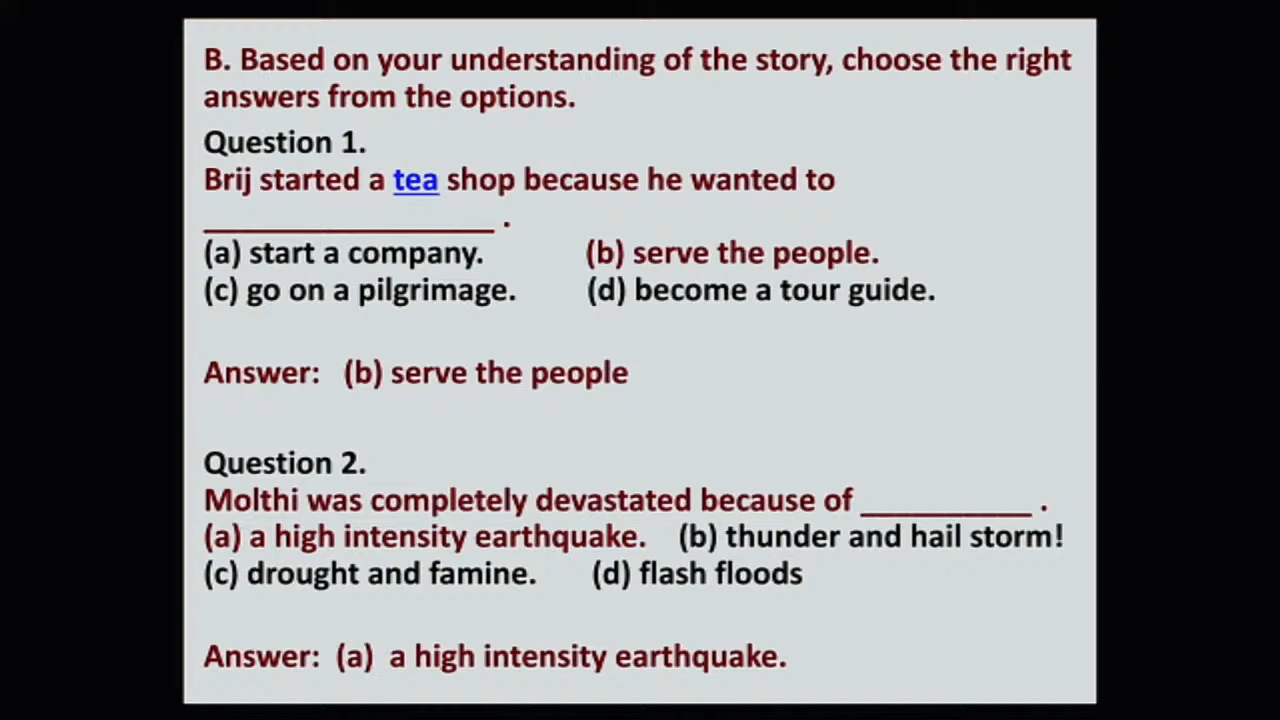 B. Based on your understanding of the story, choose the right
answers from the options.
Question 1.
Brij started a tea shop because he wanted to
_________________ .
(a) start a company. (b) serve the people.
(c) go on a pilgrimage. (d) become a tour guide.
Answer: (b) serve the people
Question 2.
Molthi was completely devastated because of __________ .
(a) a high intensity earthquake. (b) thunder and hail storm!
(c) drought and famine. (d) flash floods
Answer: (a) a high intensity earthquake.